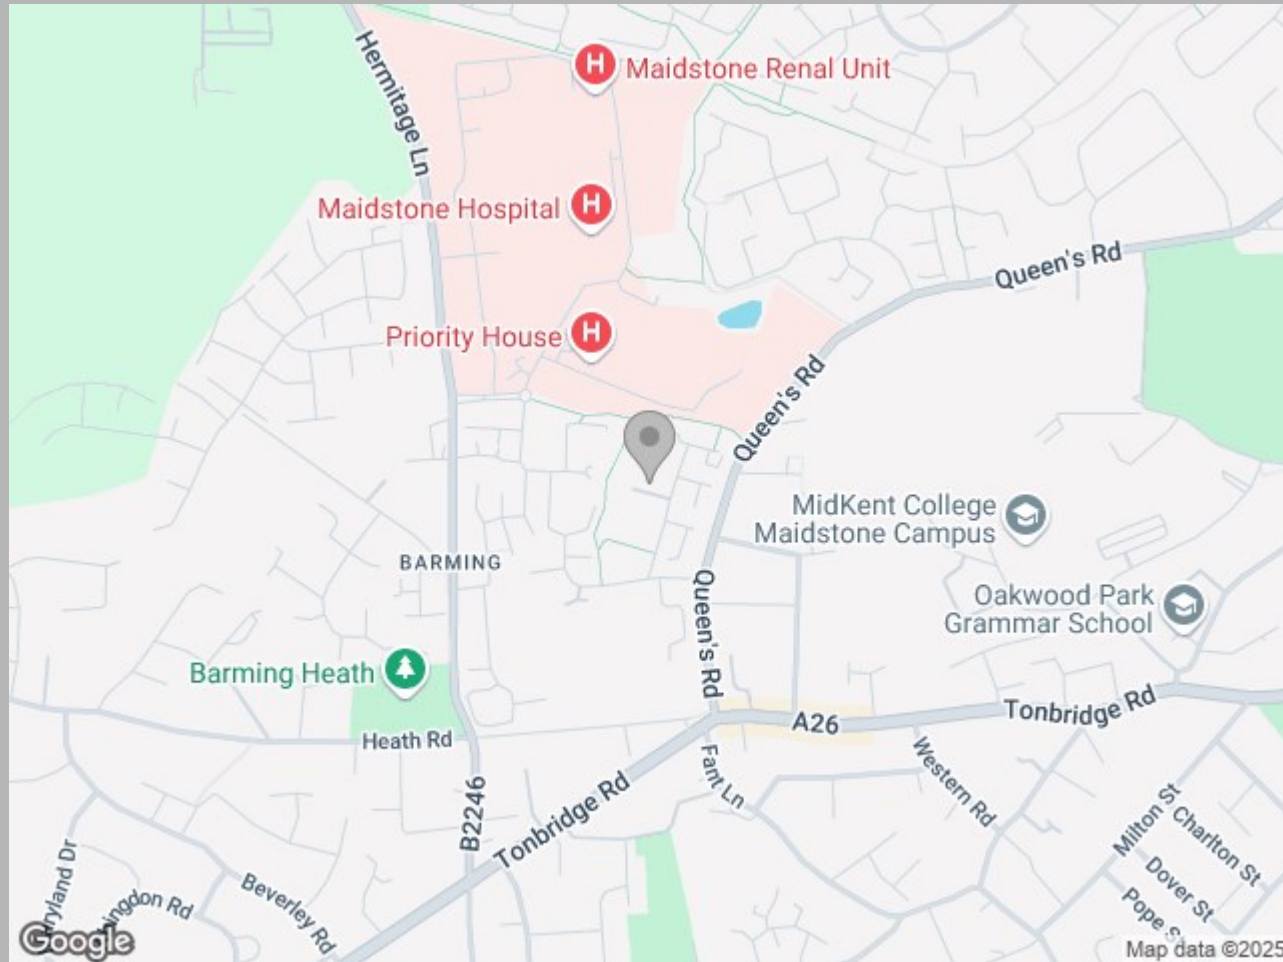 Hermitage Ln
Maidstone Renal Unit
Maidstone Hospital
Queen's Rd
Priority House
Queen's Rd
MidKent College
Maidstone Campus
BARMING
Oakwood Park
Grammar School
Queen's Rd
Barming Heath
Tonbridge Rd
A26
Heath Rd
Fant Ln
Western Rd
B2246
Tonbridge Rd
Milton St
Charlton St
Dover St
Pope S
Beverley Rd
Google
Map data ©2025